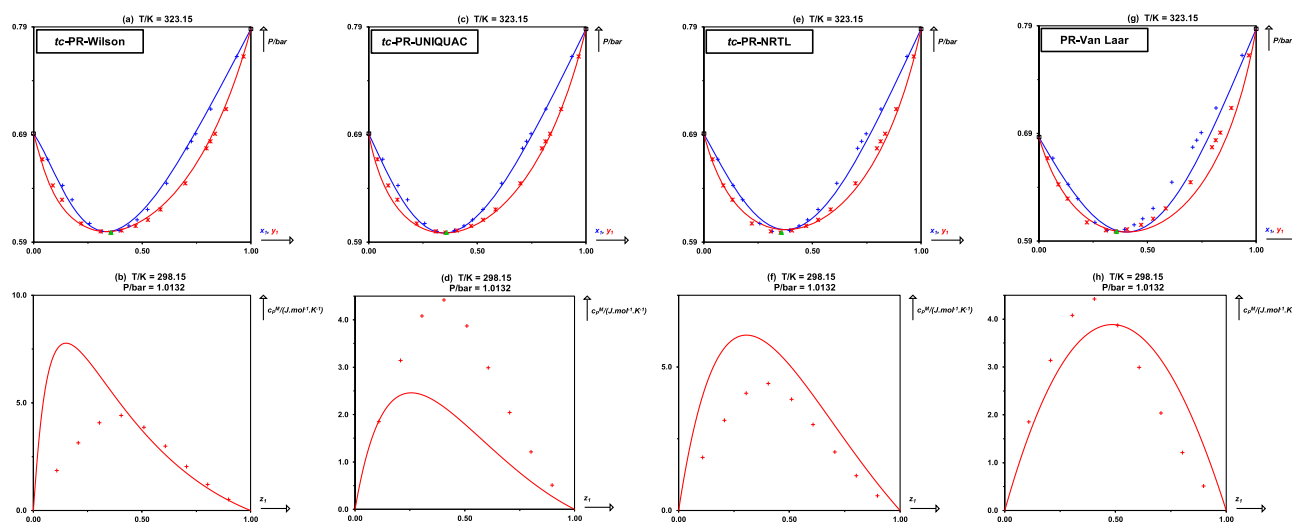 (a) T/K = 323.15
0.79
tc-PR-Wilson
P/bar
0.69
0.59
x₁, y₁
0.00
0.50
1.00
(c) T/K = 323.15
0.79
tc-PR-UNIQUAC
P/bar
0.69
0.59
x₁, y₁
0.00
0.50
1.00
(e) T/K = 323.15
0.79
tc-PR-NRTL
P/bar
0.69
0.59
x₁, y₁
0.00
0.50
1.00
(g) T/K = 323.15
0.79
PR-Van Laar
P/bar
0.69
0.59
x₁, y₁
0.00
0.50
1.00
(b) T/K = 298.15
P/bar = 1.0132
10.0
cₚᴹ/(J.mol⁻¹.K⁻¹)
5.0
0.0
z₁
0.00
0.50
1.00
(d) T/K = 298.15
P/bar = 1.0132
cₚᴹ/(J.mol⁻¹.K⁻¹)
4.0
3.0
2.0
1.0
0.0
z₁
0.00
0.50
1.00
(f) T/K = 298.15
P/bar = 1.0132
cₚᴹ/(J.mol⁻¹.K⁻¹)
5.0
0.0
z₁
0.00
0.50
1.00
(h) T/K = 298.15
P/bar = 1.0132
cₚᴹ/(J.mol⁻¹.K
4.0
3.0
2.0
1.0
0.0
z₁
0.00
0.50
1.00